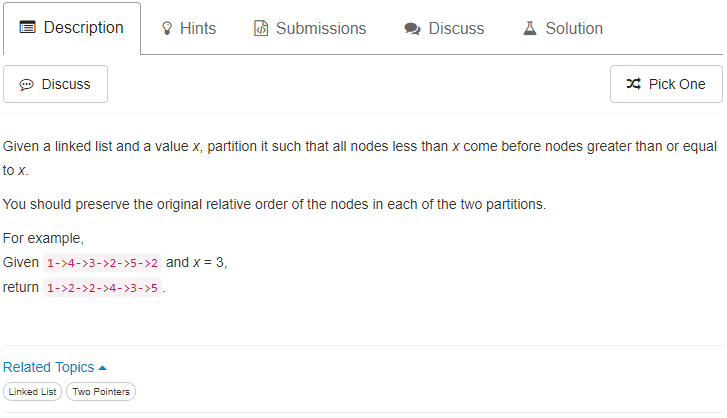 Description
Hints
Submissions
Discuss
Solution
Discuss
Pick One
Given a linked list and a value x, partition it such that all nodes less than x come before nodes greater than or equal
to x.
You should preserve the original relative order of the nodes in each of the two partitions.
For example,
Given 1->4->3->2->5->2 and x = 3,
return 1->2->2->4->3->5.
Related Topics
Linked List
Two Pointers